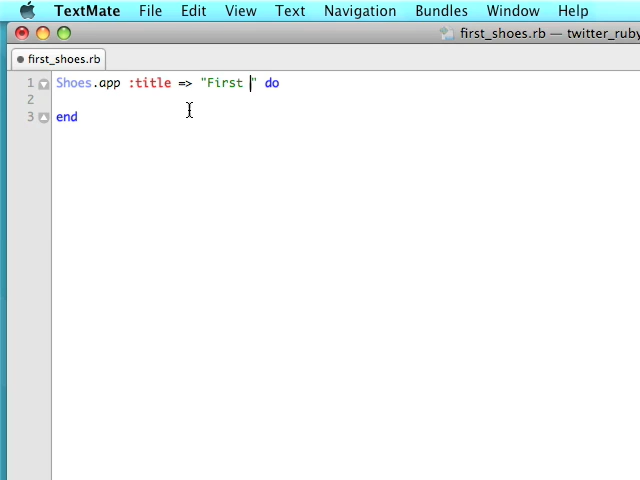 TextMate File Edit View Text Navigation Bundles Window Help
first_shoes.rb — twitter_ruby
first_shoes.rb
1 Shoes.app :title => "First " do
2
3 end